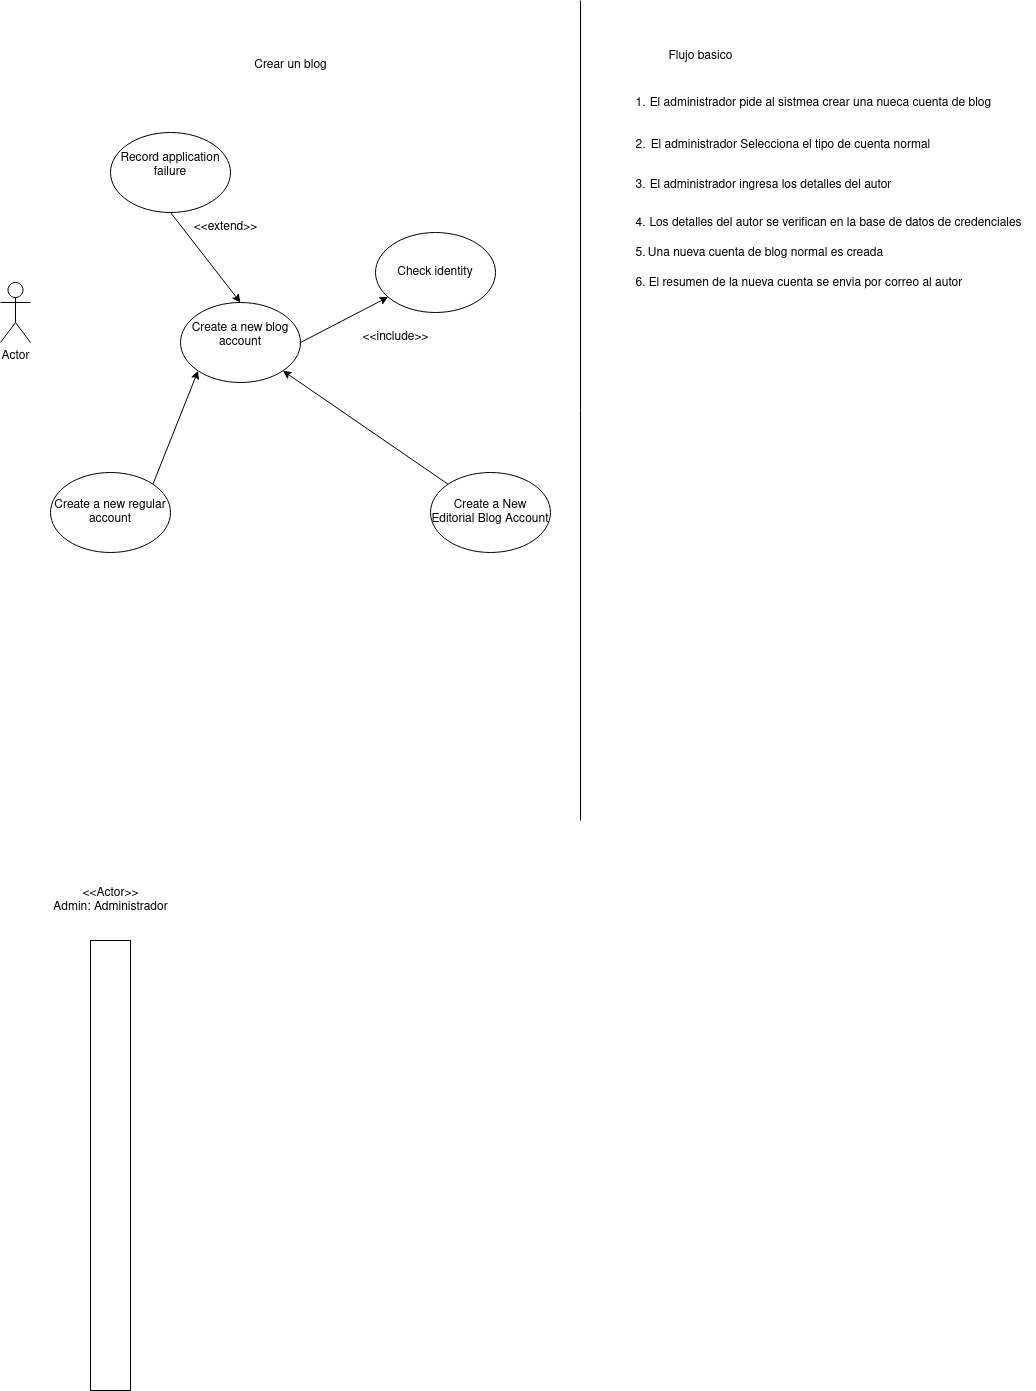 Crear un blog
Record application
failure
<<extend>>
Check identity
Create a new blog
account
<<include>>
Actor
Create a new regular
account
Create a New
Editorial Blog Account
Flujo basico
1. El administrador pide al sistmea crear una nueca cuenta de blog
2. El administrador Selecciona el tipo de cuenta normal
3. El administrador ingresa los detalles del autor
4. Los detalles del autor se verifican en la base de datos de credenciales
5. Una nueva cuenta de blog normal es creada
6. El resumen de la nueva cuenta se envia por correo al autor
<<Actor>>
Admin: Administrador